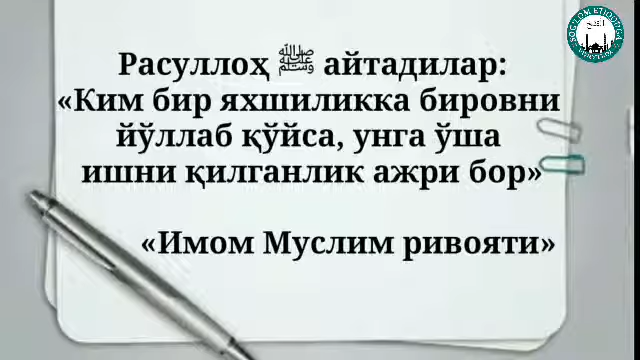 Расуллоҳ ﷺ айтадилар:
«Ким бир яхшиликка бировни
йўллаб қўйса, унга ўша
ишни қилганлик ажри бор»
«Имом Муслим ривояти»